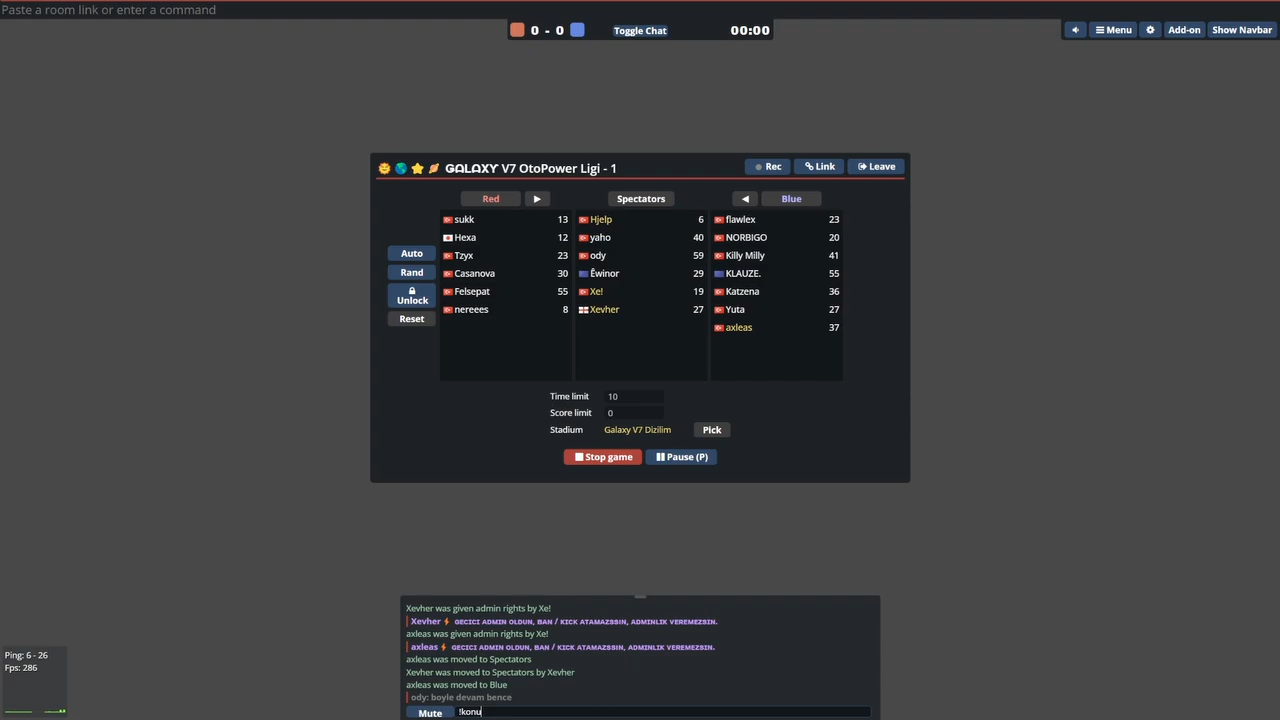 Paste a room link or enter a command
0 - 0
Toggle Chat
00:00
Menu
Add-on
Show Navbar
GALAXY V7 OtoPower Ligi - 1
Rec
Link
Leave
Red
Spectators
Blue
Auto
Rand
Unlock
Reset
sukk 13
Hexa 12
Tzyx 23
Casanova 30
Felsepat 55
nereees 8
Hjelp 6
yaho 40
ody 59
Êwinor 29
Xe! 19
Xevher 27
flawlex 23
NORBIGO 20
Killy Milly 41
KLAUZE. 55
Katzena 36
Yuta 27
axleas 37
Time limit 10
Score limit 0
Stadium Galaxy V7 Dizilim Pick
Stop game
Pause (P)
Xevher was given admin rights by Xe!
Xevher ⚡ GECICI ADMIN OLDUN, BAN / KICK ATAMAZSSIN, ADMINLIK VEREMEZSIN.
axleas was given admin rights by Xe!
axleas ⚡ GECICI ADMIN OLDUN, BAN / KICK ATAMAZSSIN, ADMINLIK VEREMEZSIN.
axleas was moved to Spectators
Xevher was moved to Spectators by Xevher
axleas was moved to Blue
ody: boyle devam bence
Mute
!konu
Ping: 6 - 26
Fps: 286